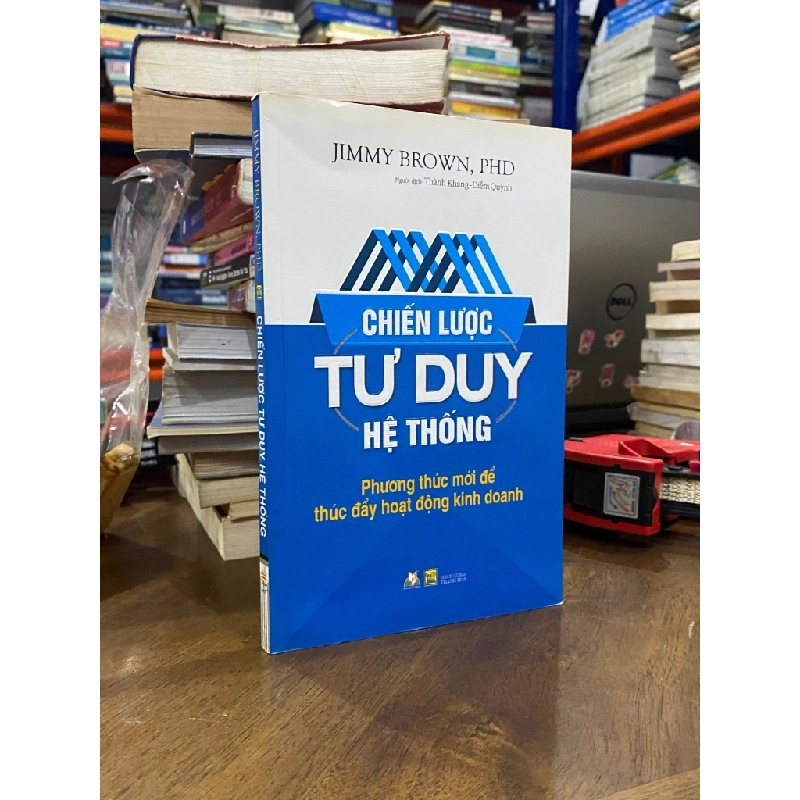 JIMMY BROWN, PHD
Người dịch: Thành Khang - Diễm Quỳnh
CHIẾN LƯỢC
TƯ DUY
HỆ THỐNG
Phương thức mới để
thúc đẩy hoạt động kinh doanh
JIMMY BROWN, PHD
CHIẾN LƯỢC TƯ DUY HỆ THỐNG
DELL